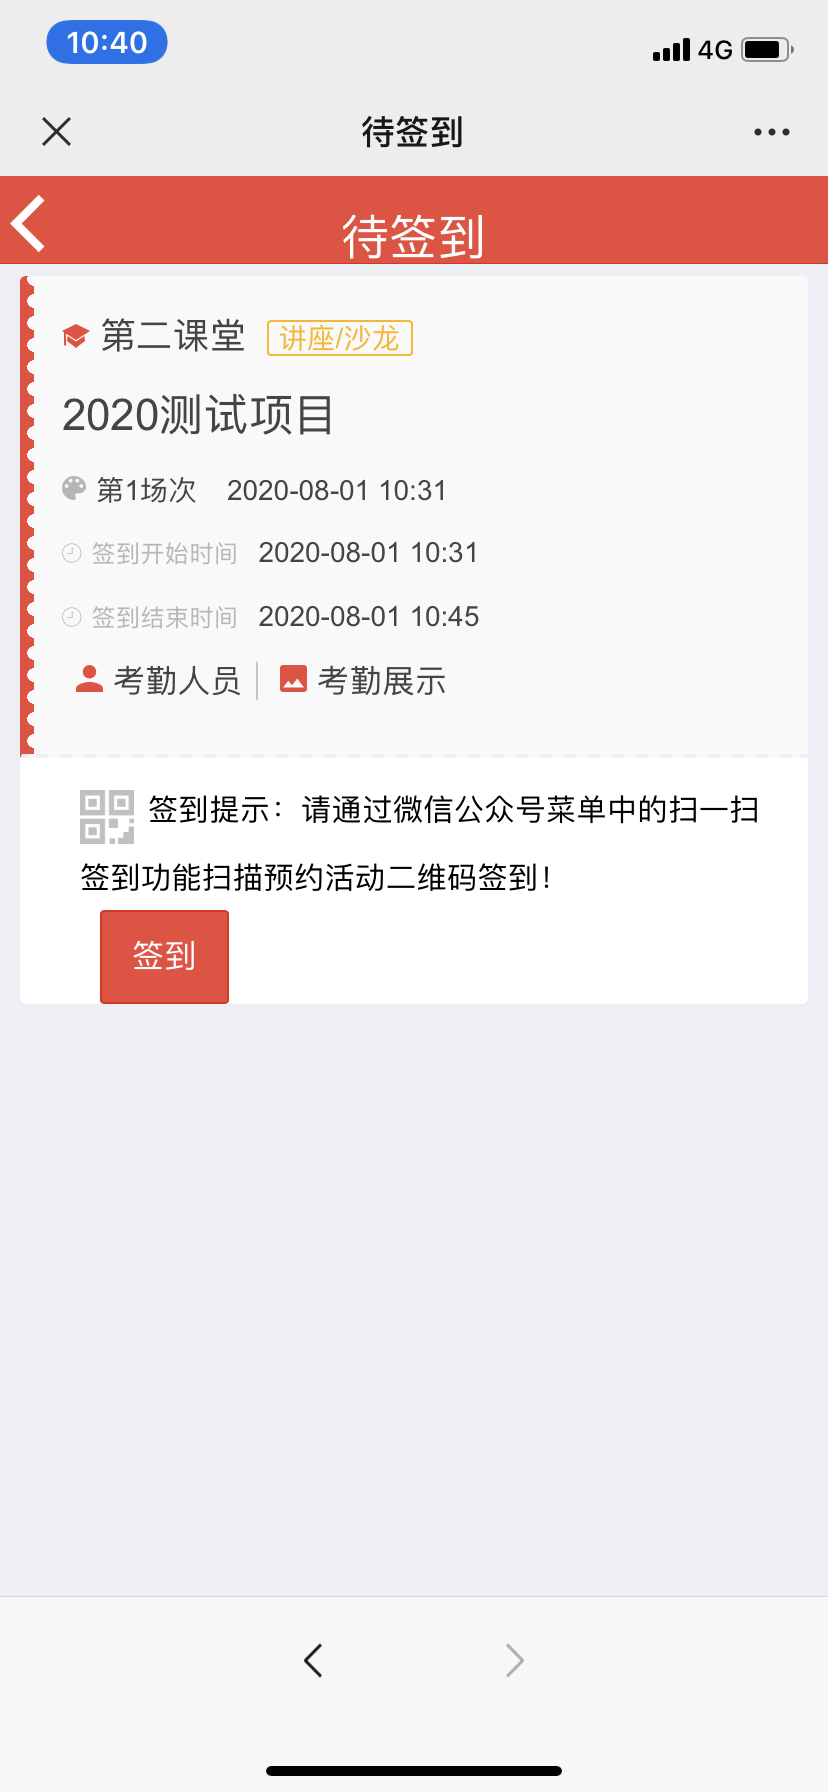 10:40
4G
待签到
待签到
第二课堂 讲座/沙龙
2020测试项目
第1场次 2020-08-01 10:31
签到开始时间 2020-08-01 10:31
签到结束时间 2020-08-01 10:45
考勤人员 考勤展示
签到提示：请通过微信公众号菜单中的扫一扫
签到功能扫描预约活动二维码签到！
签到